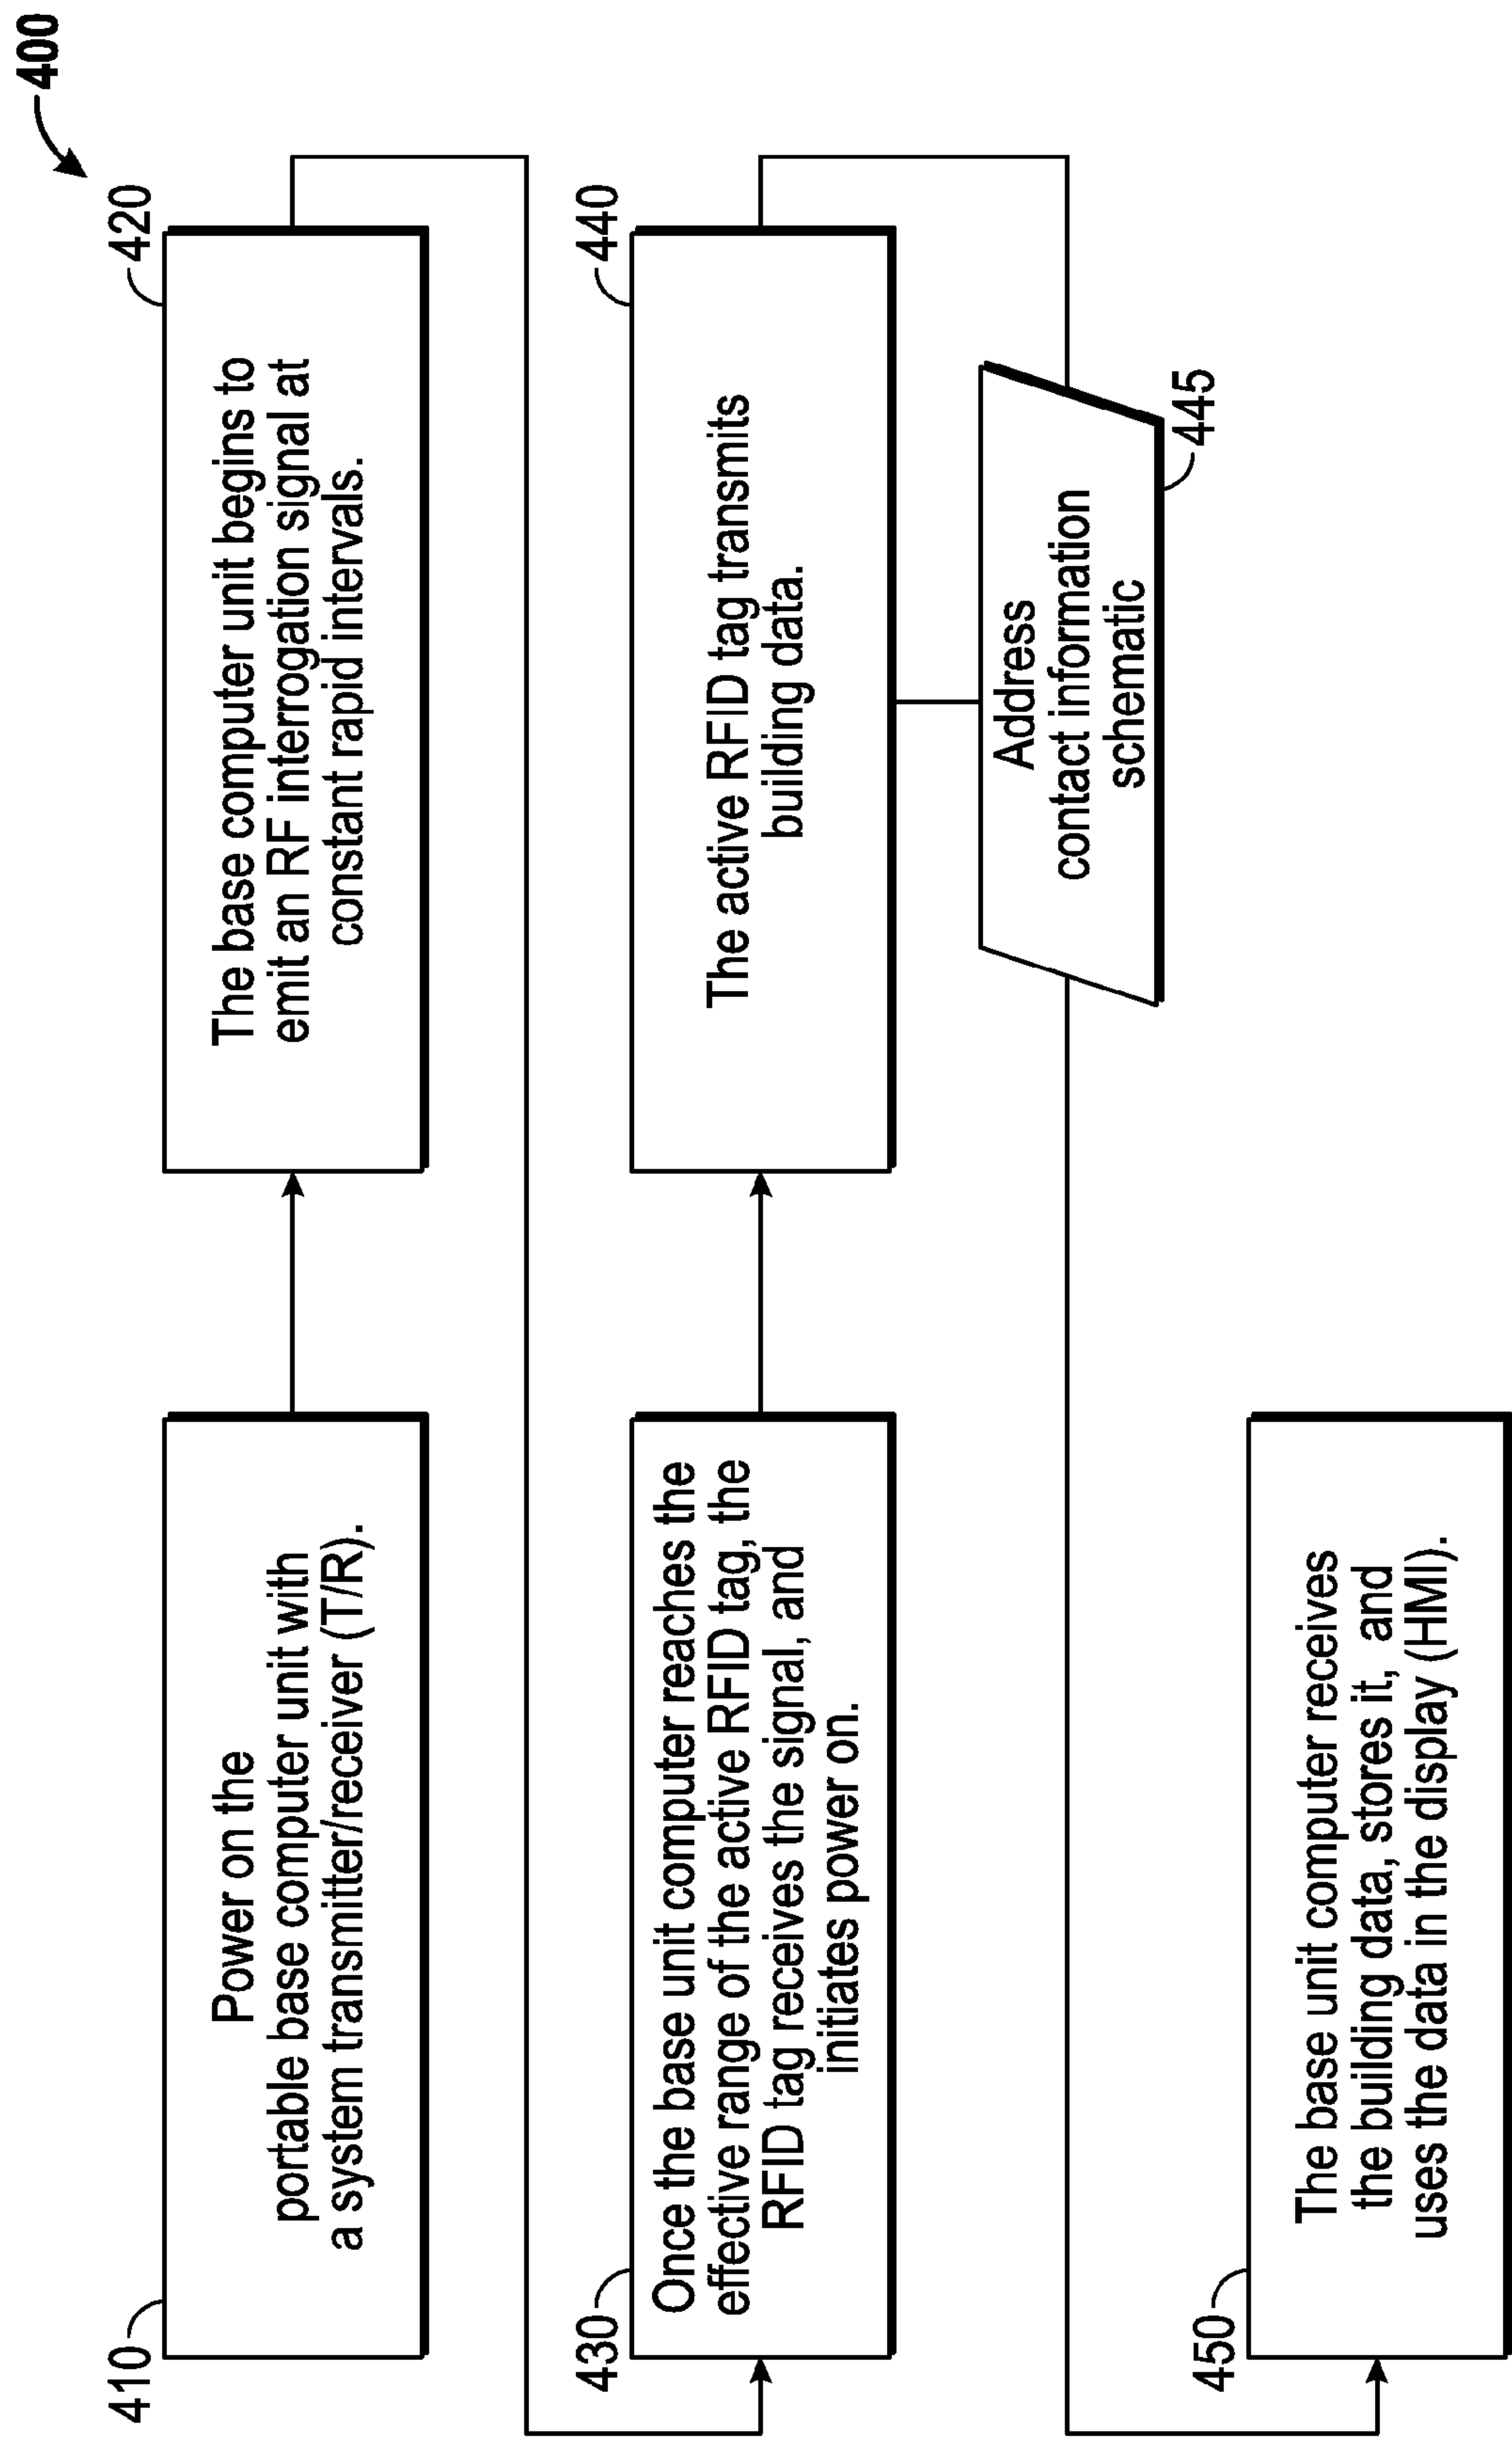 400
410
Power on the
portable base computer unit with
a system transmitter/receiver (T/R).
420
The base computer unit begins to
emit an RF interrogation signal at
constant rapid intervals.
430
Once the base unit computer reaches the
effective range of the active RFID tag, the
RFID tag receives the signal, and
initiates power on.
440
The active RFID tag transmits
building data.
Address
contact information
schematic
445
450
The base unit computer receives
the building data, stores it, and
uses the data in the display (HMI).